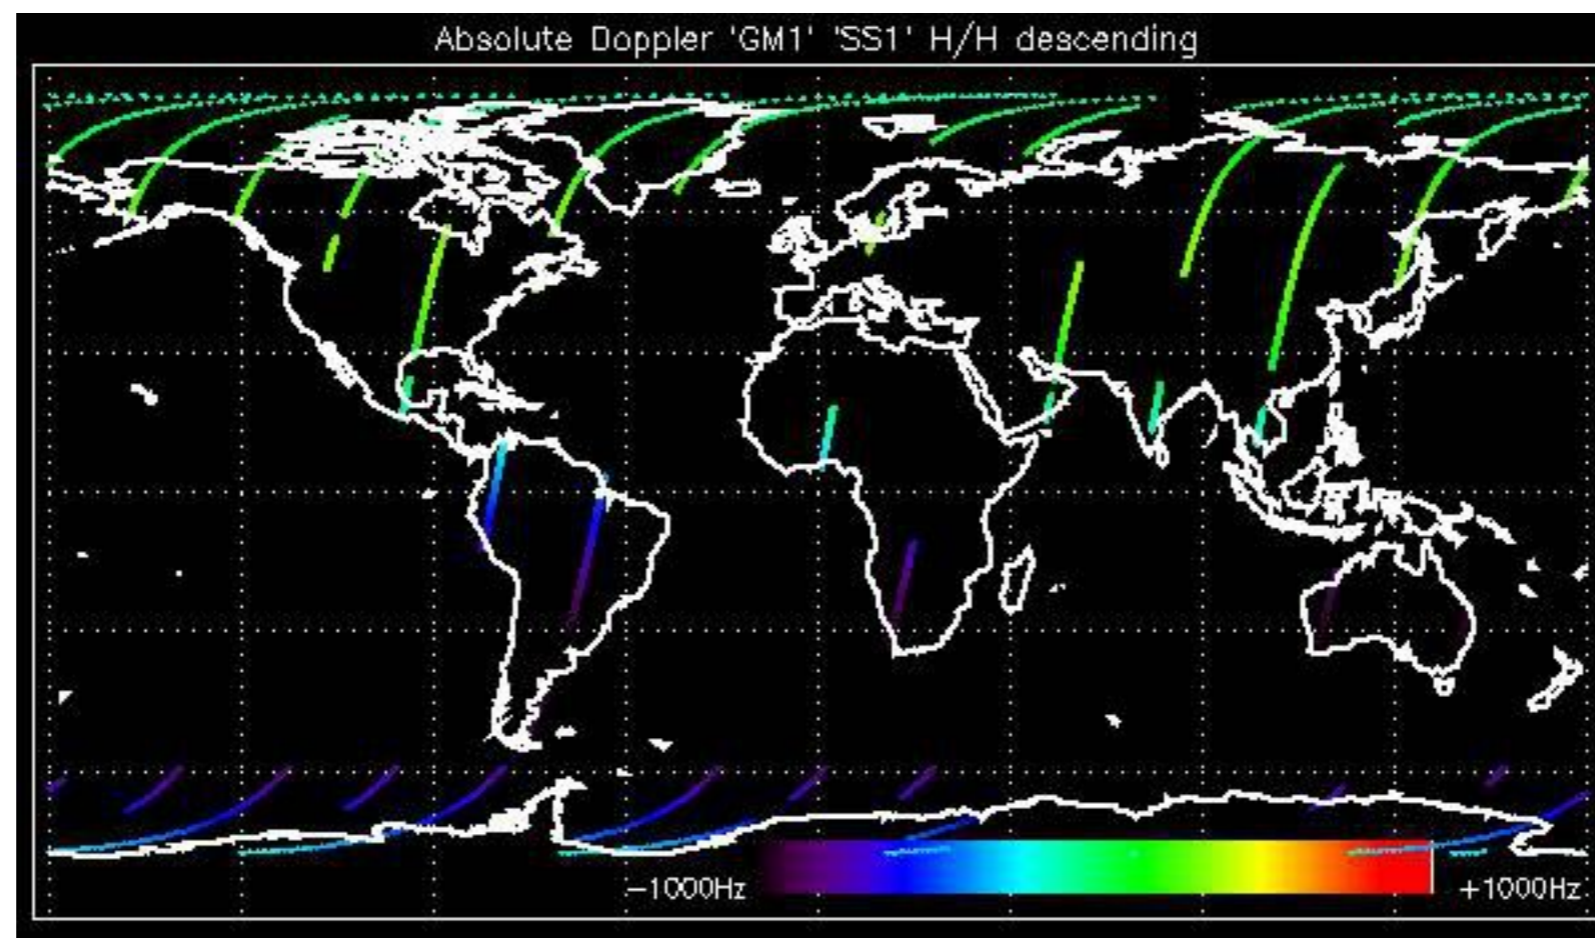 Absolute Doppler 'GM1' 'SS1' H/H descending
−1000Hz
+1000Hz